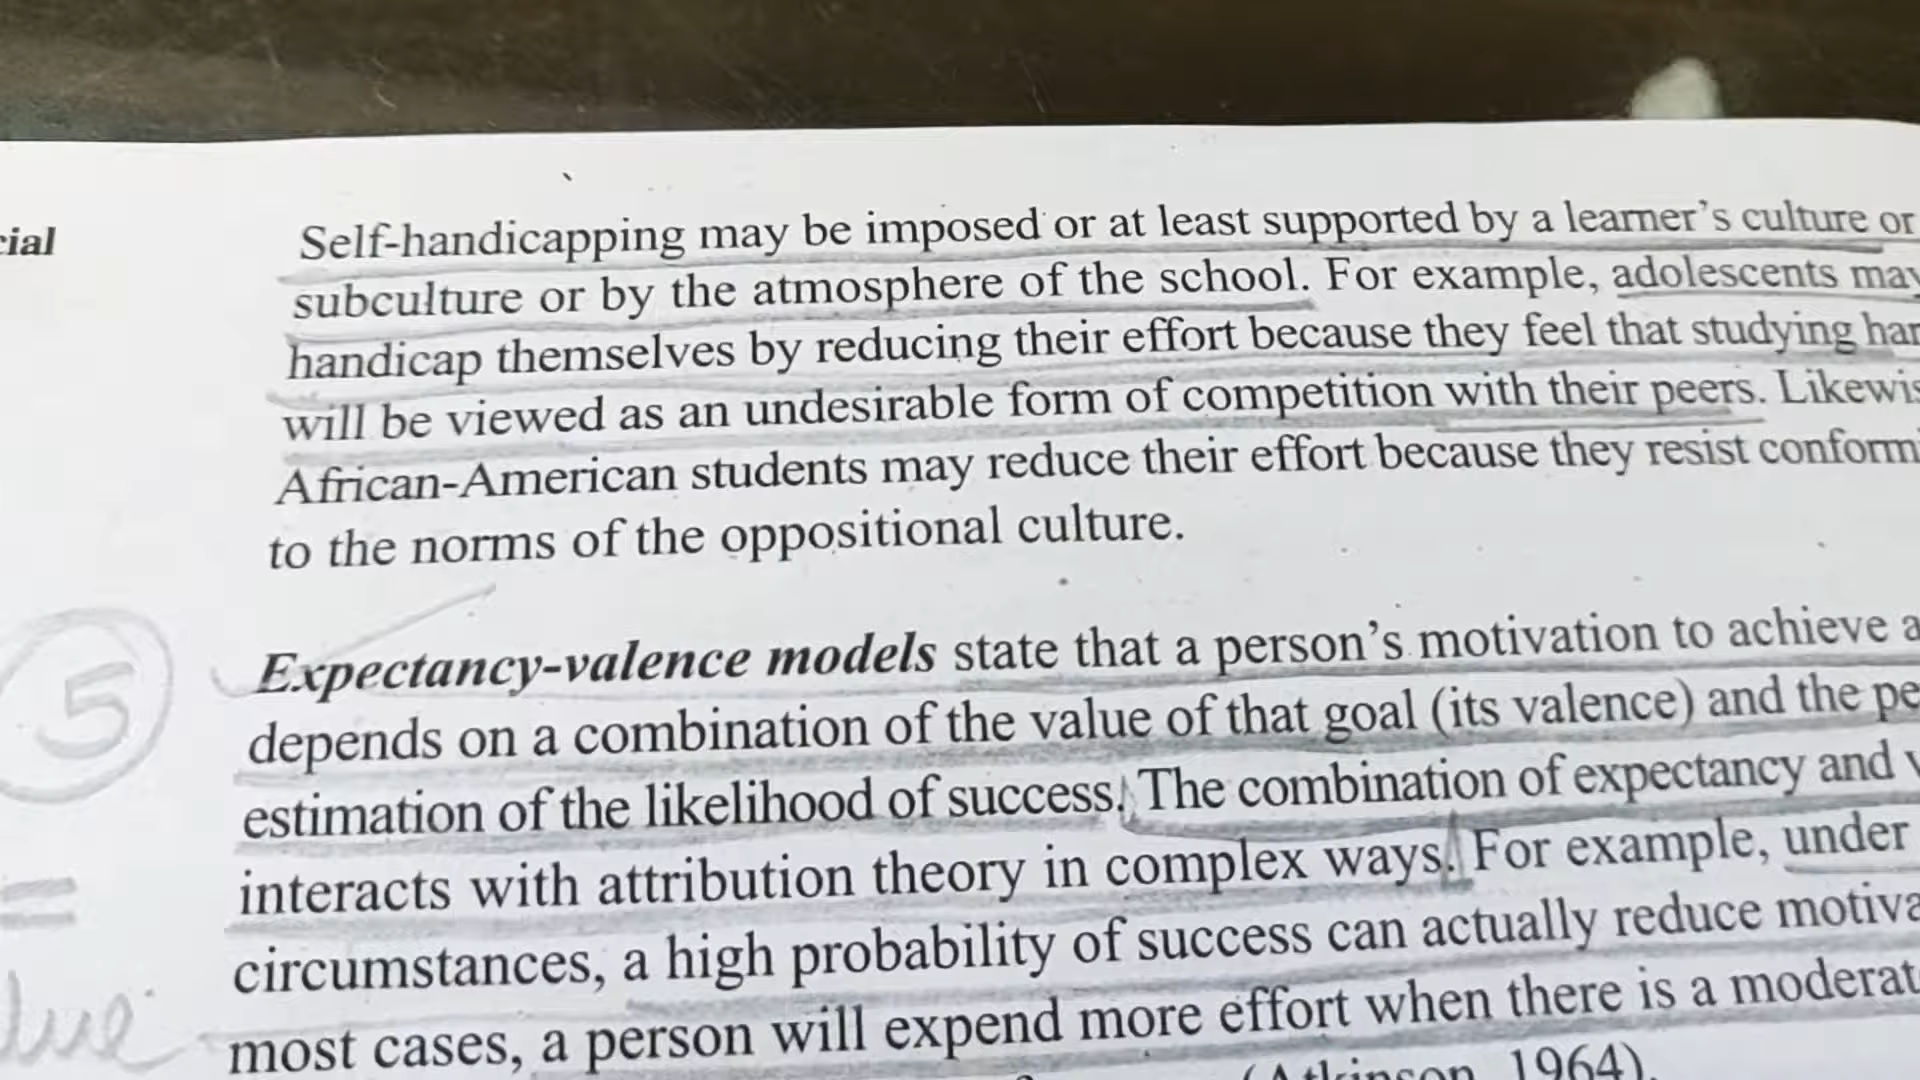 cial
Self-handicapping may be imposed or at least supported by a learner’s culture or
subculture or by the atmosphere of the school. For example, adolescents may
handicap themselves by reducing their effort because they feel that studying har
will be viewed as an undesirable form of competition with their peers. Likewis
African-American students may reduce their effort because they resist conformi
to the norms of the oppositional culture.
5
Expectancy-valence models state that a person’s motivation to achieve a
depends on a combination of the value of that goal (its valence) and the pe
estimation of the likelihood of success. The combination of expectancy and v
interacts with attribution theory in complex ways. For example, under
circumstances, a high probability of success can actually reduce motiva
most cases, a person will expend more effort when there is a moderat
(Atkinson, 1964).